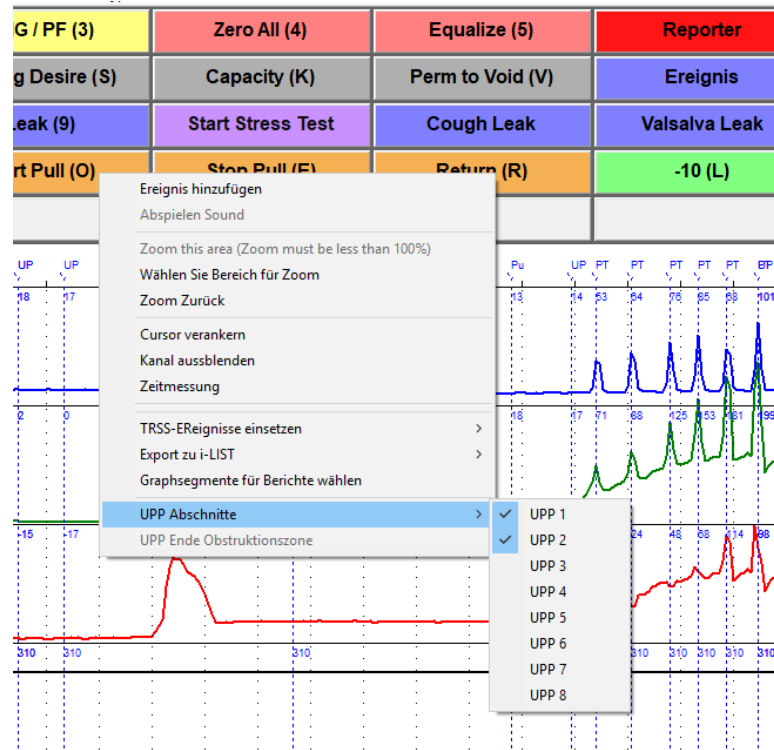 G / PF (3) Zero All (4) Equalize (5) Reporter
g Desire (S) Capacity (K) Perm to Void (V) Ereignis
Leak (9) Start Stress Test Cough Leak Valsalva Leak
rt Pull (O) Stop Pull (E) Return (R) -10 (L)
Ereignis hinzufügen
Abspielen Sound
Zoom this area (Zoom must be less than 100%)
Wählen Sie Bereich für Zoom
Zoom Zurück
Cursor verankern
Kanal aussblenden
Zeitmessung
TRSS-EReignisse einsetzen
Export zu i-LIST
Graphsegmente für Berichte wählen
UPP Abschnitte
UPP Ende Obstruktionszone
UPP 1
UPP 2
UPP 3
UPP 4
UPP 5
UPP 6
UPP 7
UPP 8
UP UP Pu UP PT PT PT PT PT
18 17 13 14 53 64 76 85 68 101
2 0 18 17 71 88 125 153 181 199
-15 -17 24 48 68 114 98
310 310 310 310 310 310 310 310